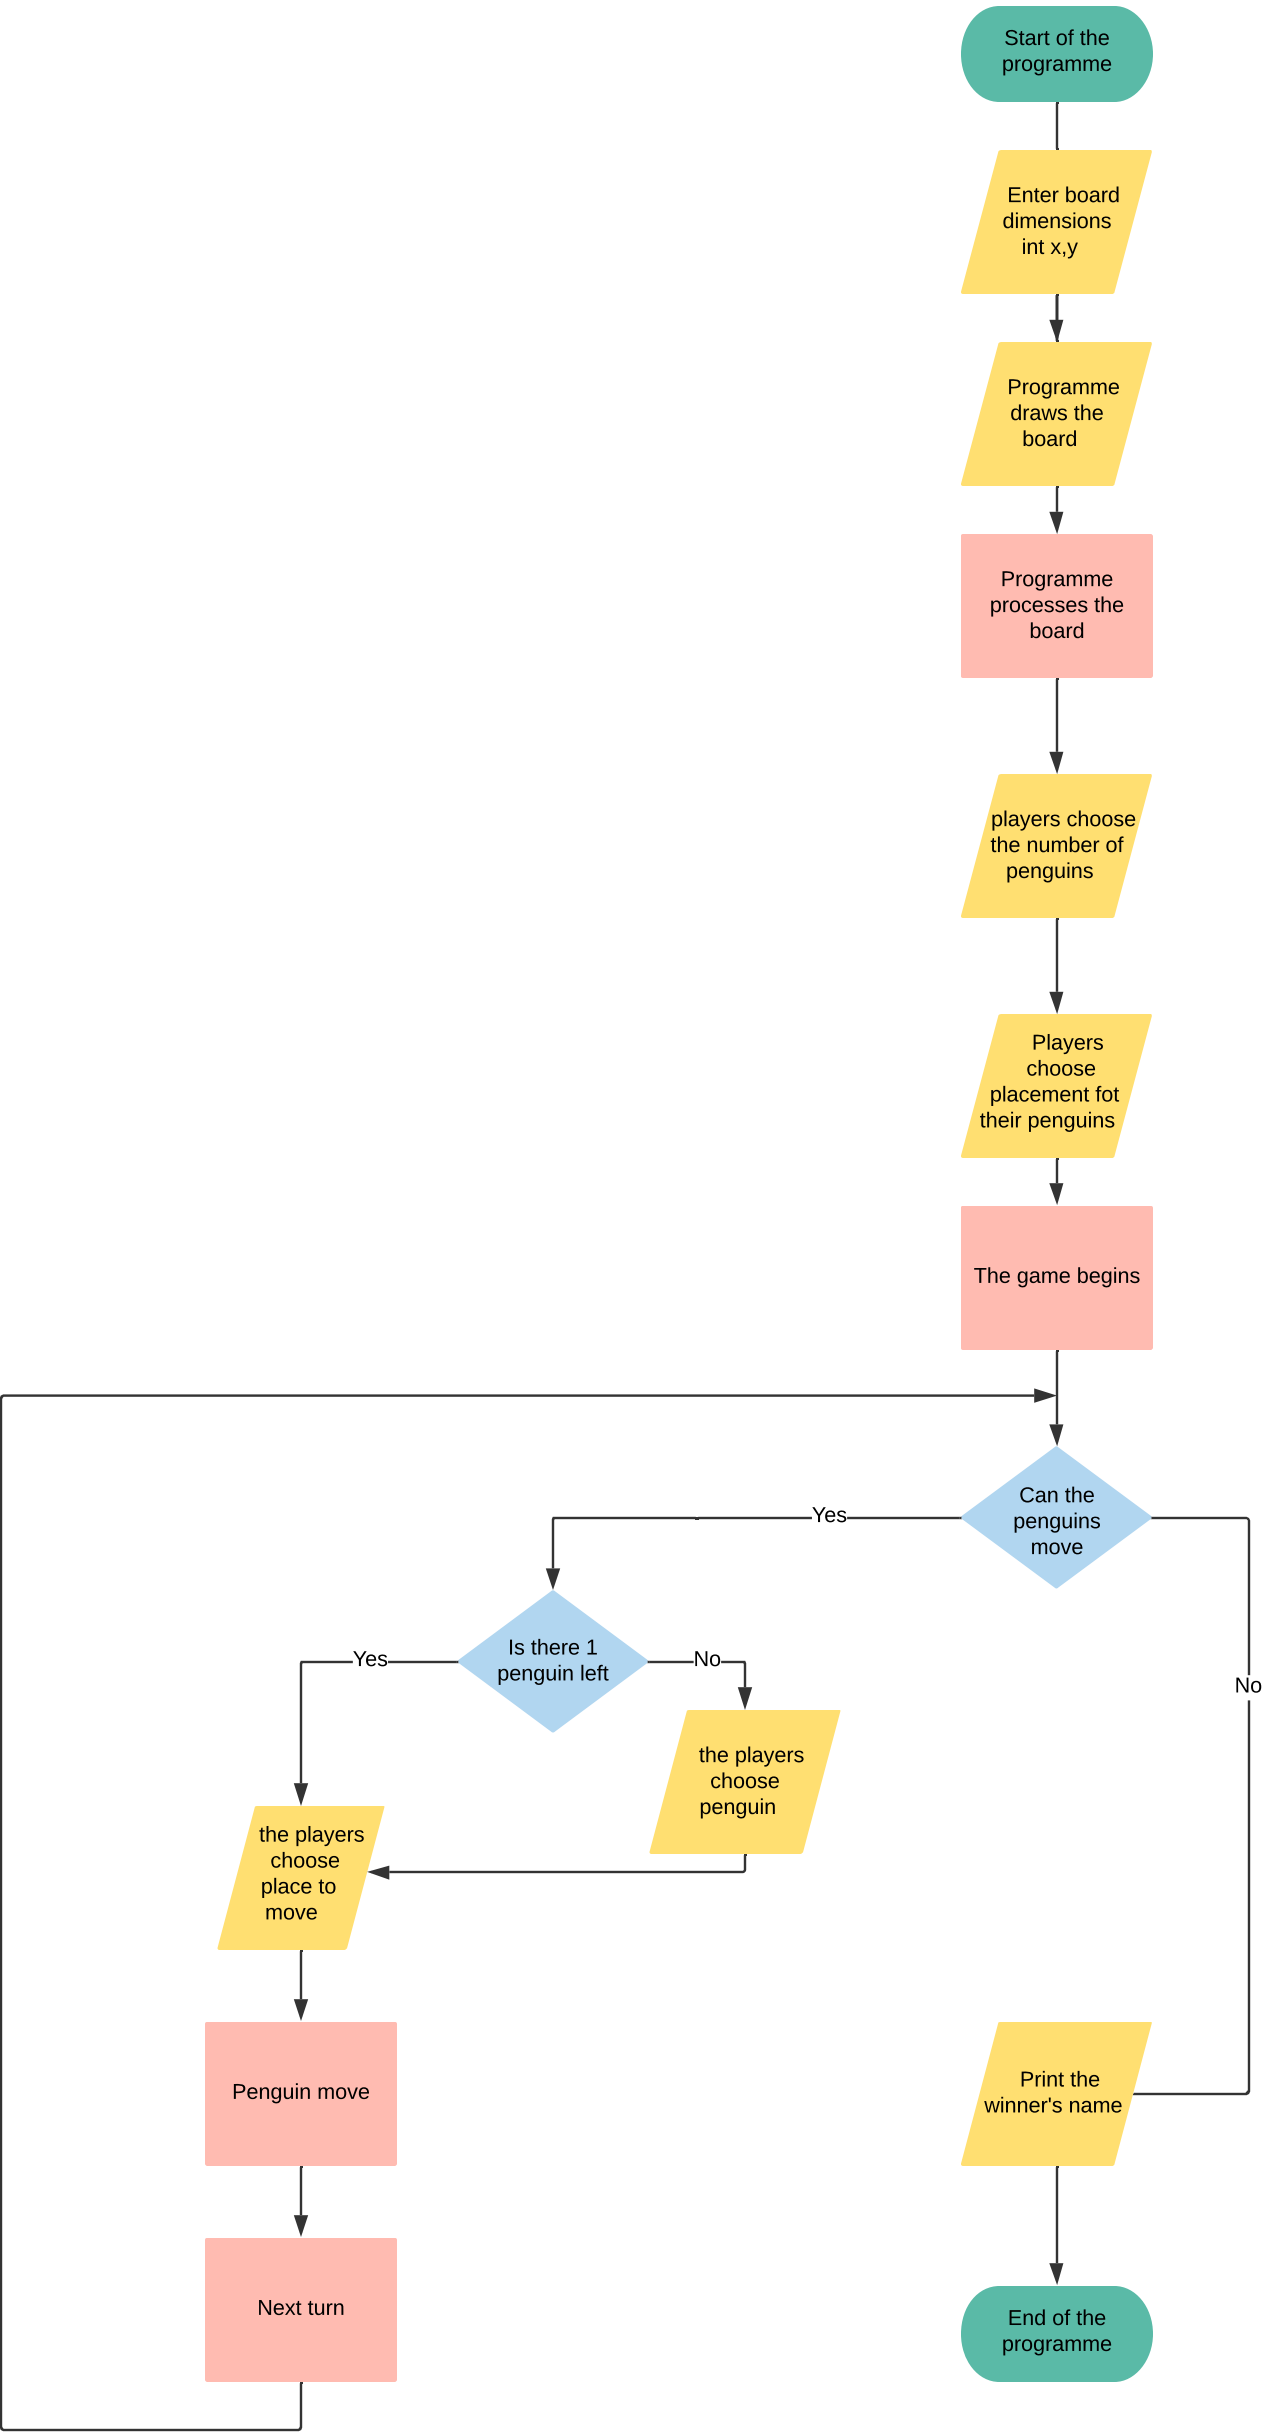 Start of the
programme
Enter board
dimensions
int x,y
Programme
draws the
board
Programme
processes the
board
players choose
the number of
penguins
Players
choose
placement fot
their penguins
The game begins
Can the
penguins
move
Yes
No
Is there 1
penguin left
Yes
No
the players
choose
penguin
the players
choose
place to
move
Penguin move
Next turn
Print the
winner's name
End of the
programme